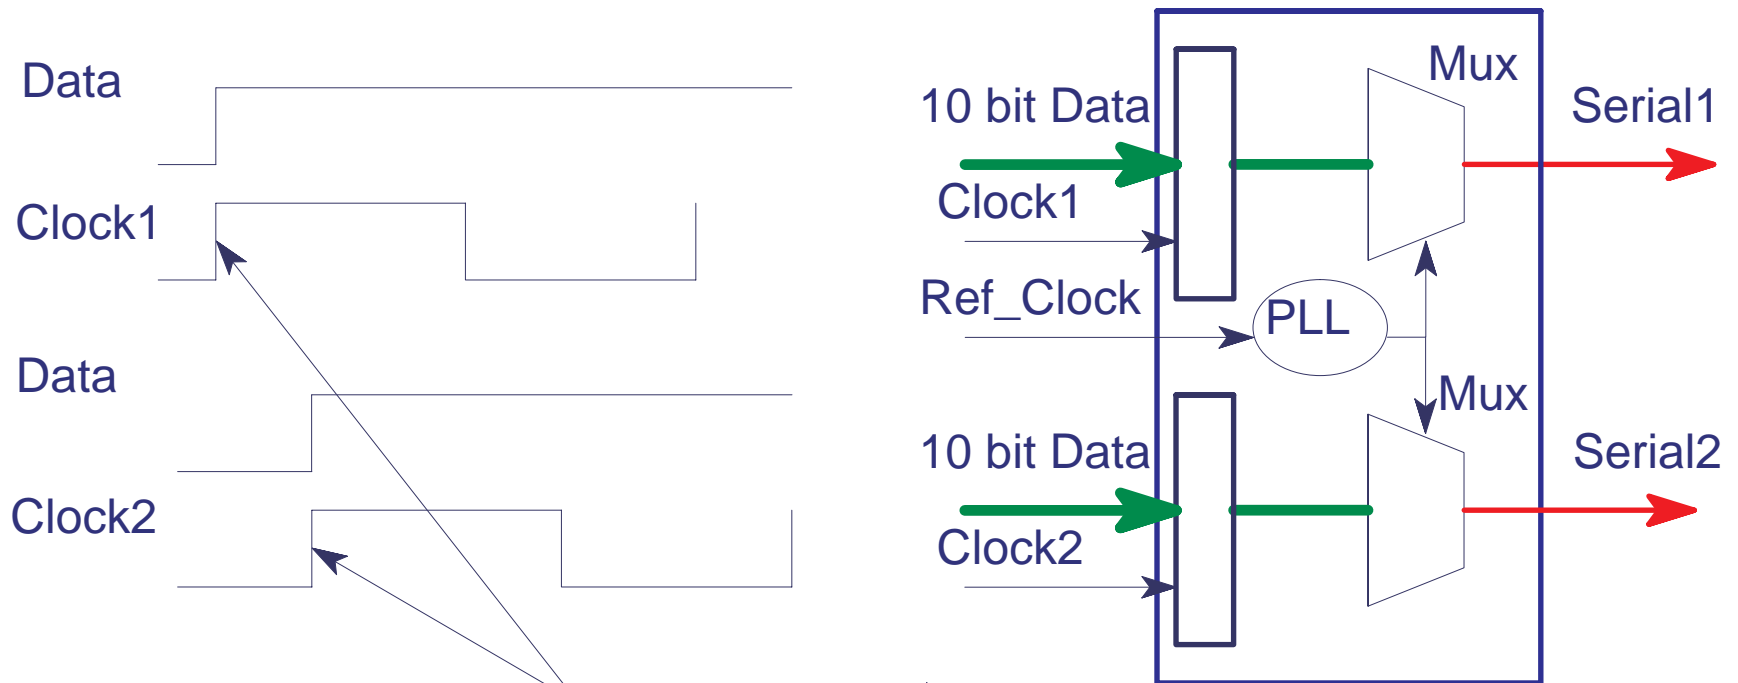 Data
Clock1
Data
Clock2
Mux
10 bit Data
Serial1
Clock1
Ref_Clock
PLL
Mux
10 bit Data
Serial2
Clock2